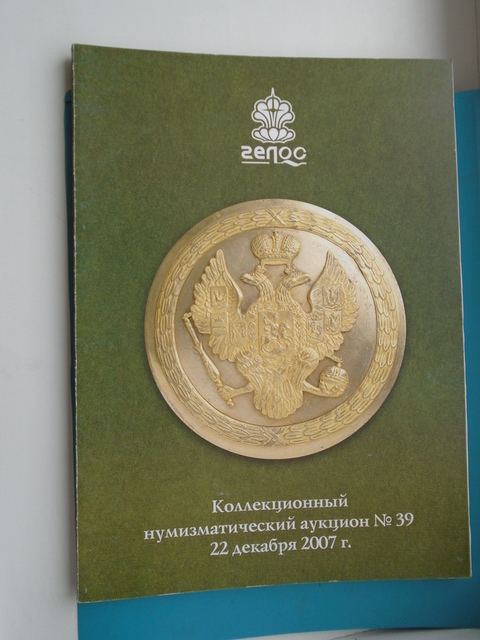 гелос
Коллекционный
нумизматический аукцион № 39
22 декабря 2007 г.